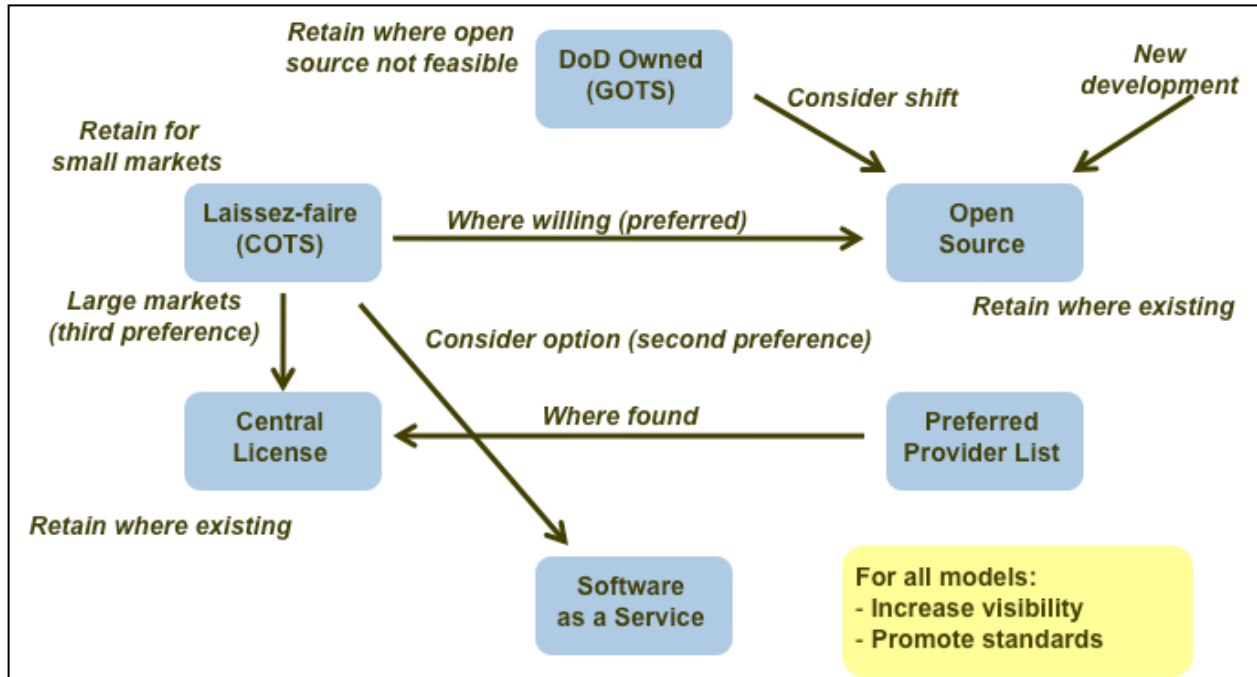 Retain where open
source not feasible
DoD Owned
(GOTS)
New
development
Consider shift
Retain for
small markets
Laissez-faire
(COTS)
Where willing (preferred)
Open
Source
Large markets
(third preference)
Retain where existing
Consider option (second preference)
Central
License
Where found
Preferred
Provider List
Retain where existing
Software
as a Service
For all models:
- Increase visibility
- Promote standards